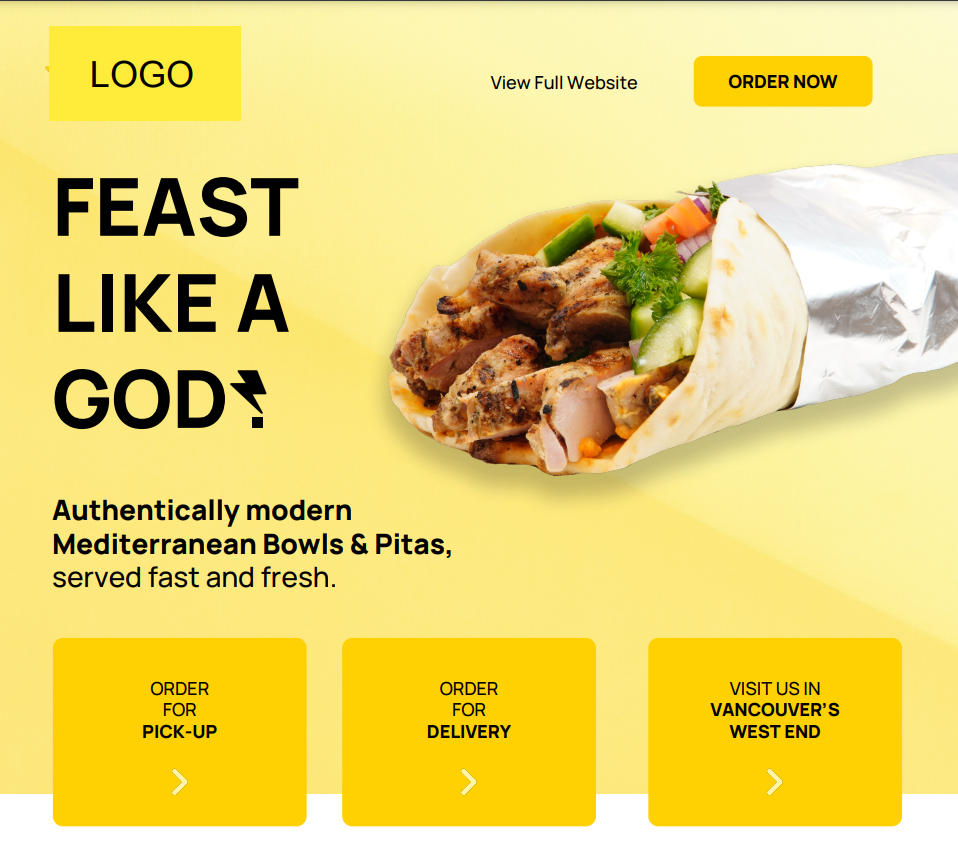 LOGO
View Full Website
ORDER NOW
FEAST
LIKE A
GOD!
Authentically modern
Mediterranean Bowls & Pitas,
served fast and fresh.
ORDER
FOR
PICK-UP
ORDER
FOR
DELIVERY
VISIT US IN
VANCOUVER’S
WEST END